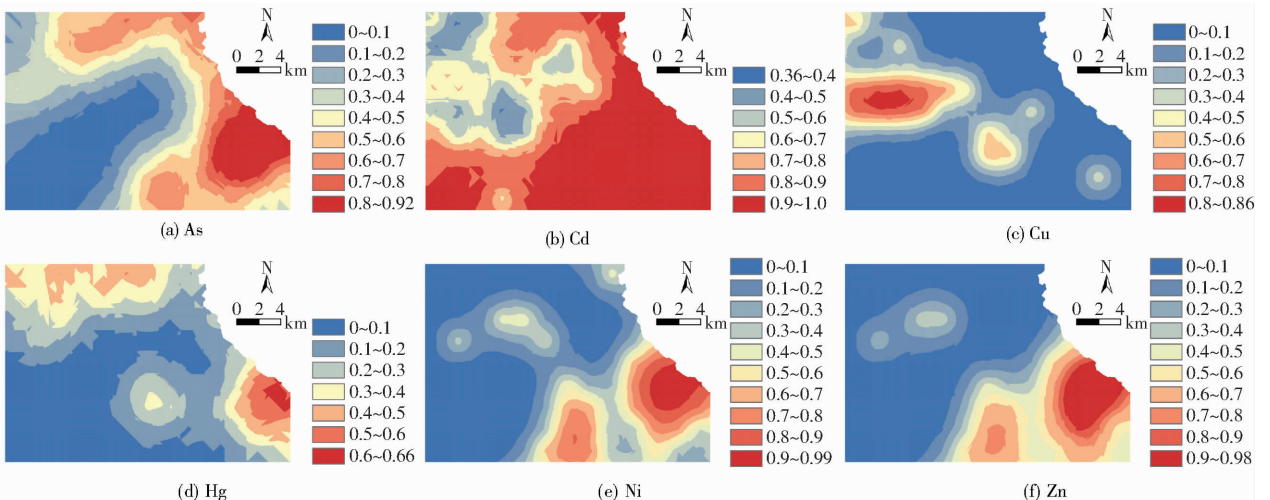 N
0 2 4
km
0~0.1
0.1~0.2
0.2~0.3
0.3~0.4
0.4~0.5
0.5~0.6
0.6~0.7
0.7~0.8
0.8~0.92
(a) As
N
0 2 4
km
0.36~0.4
0.4~0.5
0.5~0.6
0.6~0.7
0.7~0.8
0.8~0.9
0.9~1.0
(b) Cd
N
0 2 4
km
0~0.1
0.1~0.2
0.2~0.3
0.3~0.4
0.4~0.5
0.5~0.6
0.6~0.7
0.7~0.8
0.8~0.86
(c) Cu
N
0 2 4
km
0~0.1
0.1~0.2
0.2~0.3
0.3~0.4
0.4~0.5
0.5~0.6
0.6~0.66
(d) Hg
N
0 2 4
km
0~0.1
0.1~0.2
0.2~0.3
0.3~0.4
0.4~0.5
0.5~0.6
0.6~0.7
0.7~0.8
0.8~0.9
0.9~0.99
(e) Ni
N
0 2 4
km
0~0.1
0.1~0.2
0.2~0.3
0.3~0.4
0.4~0.5
0.5~0.6
0.6~0.7
0.7~0.8
0.8~0.9
0.9~0.98
(f) Zn